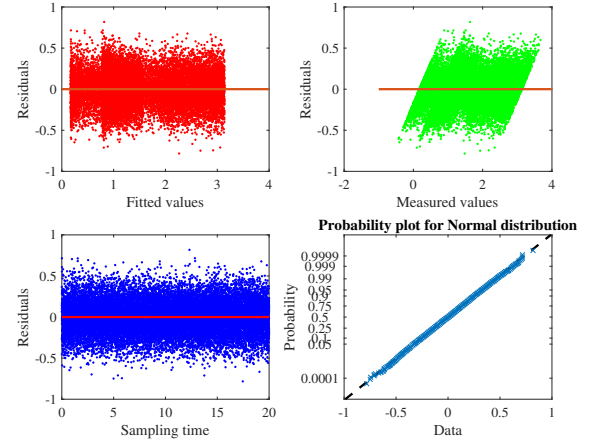 1
0.5
0
-0.5
-1
Residuals
0 1 2 3 4
Fitted values
1
0.5
0
-0.5
-1
Residuals
-2 0 2 4
Measured values
1
0.5
0
-0.5
-1
Residuals
0 5 10 15 20
Sampling time
Probability plot for Normal distribution
0.9999
0.999
0.99
0.95
0.9
0.75
0.5
0.25
0.1
0.05
0.0001
Probability
-1 -0.5 0 0.5 1
Data